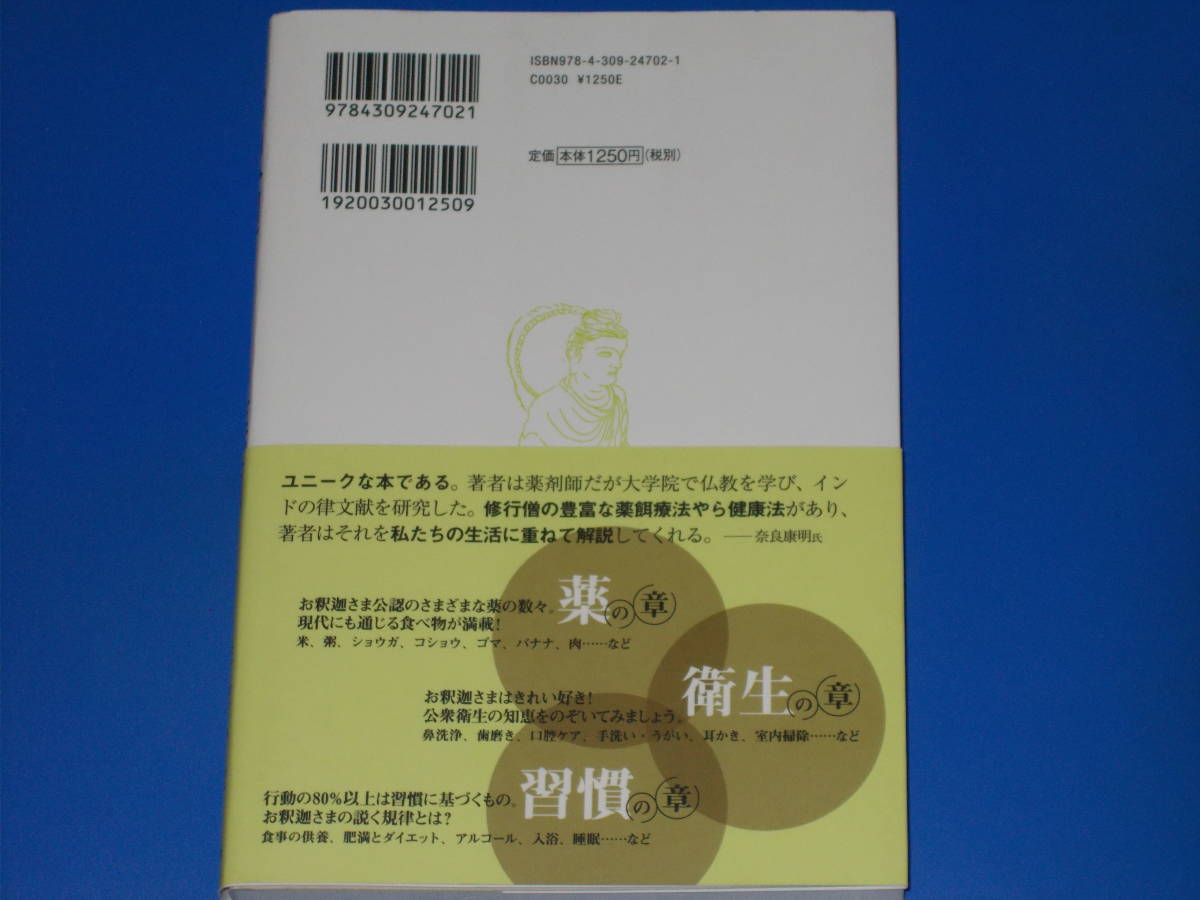 ISBN978-4-309-24702-1
C0030 ¥1250E
9784309247021
定価 本体1250円(税別)
1920030012509
ユニークな本である。著者は薬剤師だが大学院で仏教を学び、イン
ドの律文献を研究した。修行僧の豊富な薬餌療法やら健康法があり、
著者はそれを私たちの生活に重ねて解説してくれる。——奈良康明氏
薬の章
お釈迦さま公認のさまざまな薬の数々。
現代にも通じる食べ物が満載!
米、粥、ショウガ、コショウ、ゴマ、バナナ、肉……など
衛生の章
お釈迦さまはきれい好き!
公衆衛生の知恵をのぞいてみましょう。
鼻洗浄、歯磨き、口腔ケア、手洗い・うがい、耳かき、室内掃除……など
習慣の章
行動の80%以上は習慣に基づくもの。
お釈迦さまの説く規律とは?
食事の供養、肥満とダイエット、アルコール、入浴、睡眠……など